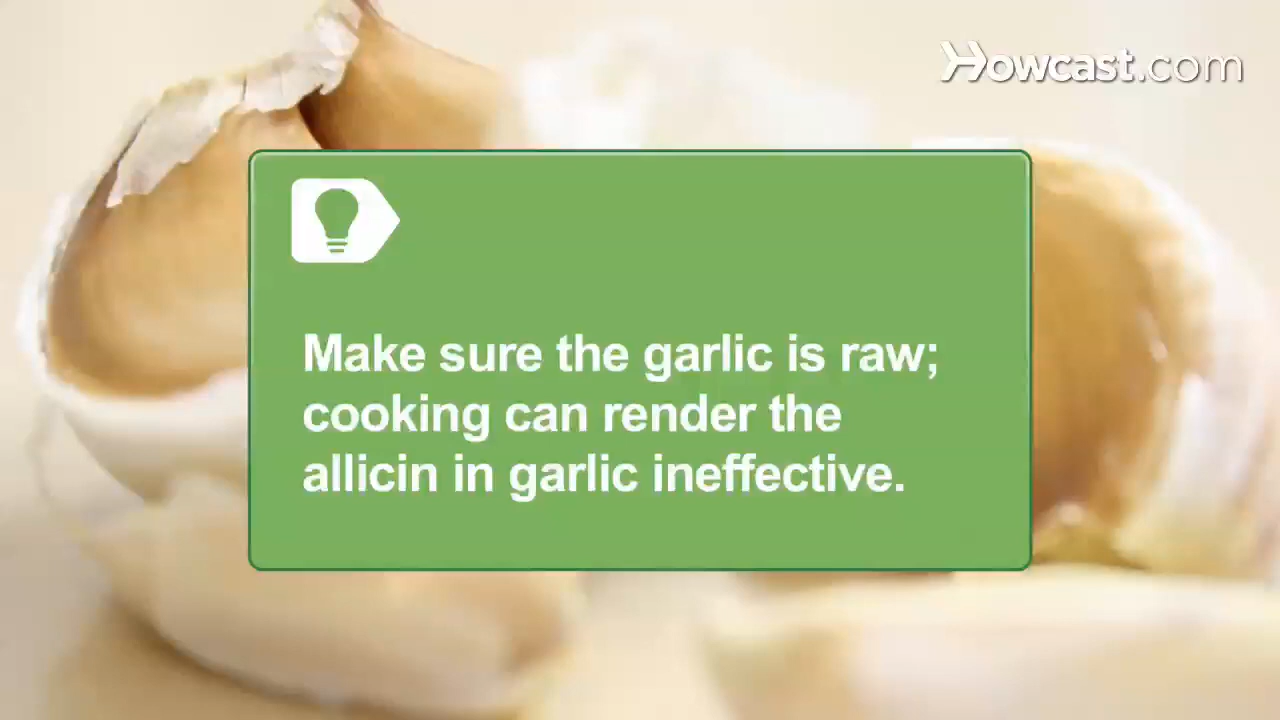 Howcast.com
Make sure the garlic is raw;
cooking can render the
allicin in garlic ineffective.